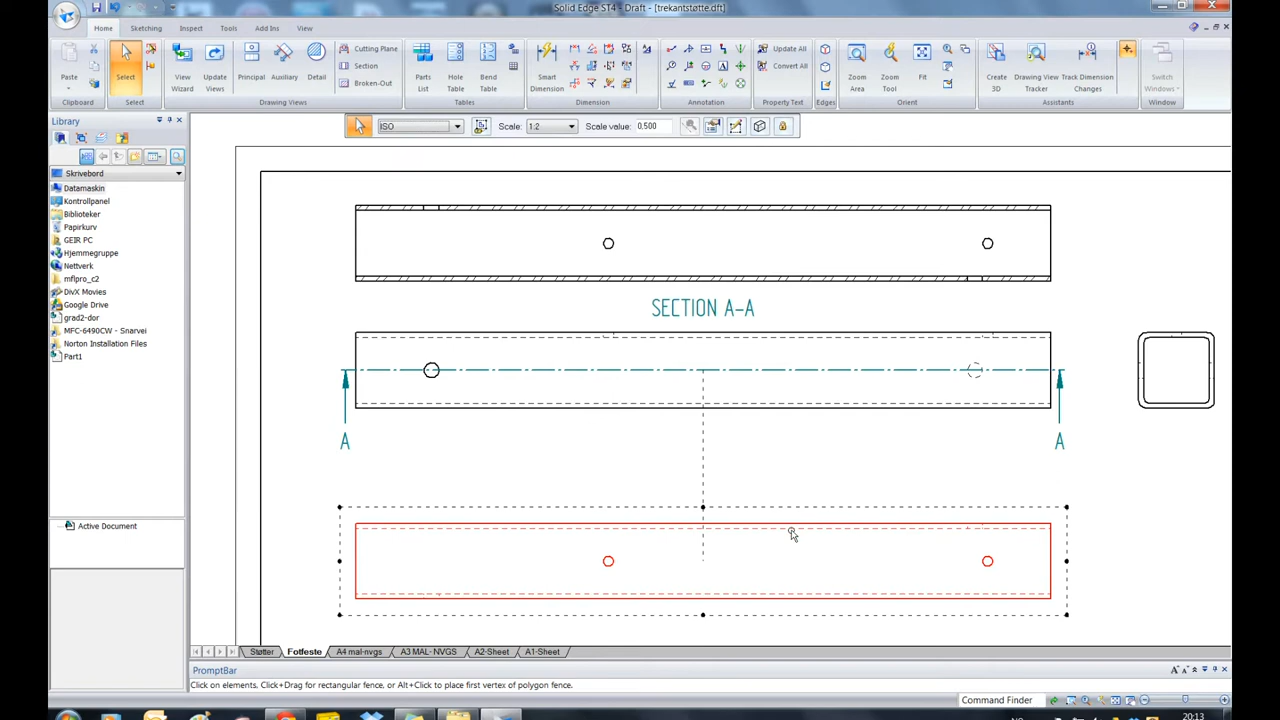 Solid Edge ST4 - Draft - [trekantstøtte.dft]
Home Sketching Inspect Tools Add Ins View
Paste Select View Wizard Update Views Principal Auxiliary Detail Cutting Plane Section Broken-Out Parts List Hole Table Bend Table Smart Dimension Update All Convert All Zoom Area Zoom Tool Fit Create 3D Drawing View Tracker Track Dimension Changes Switch Windows
Clipboard Select Drawing Views Tables Dimension Annotation Property Text Edges Orient Assistants Window
Library
ISO Scale: 1:2 Scale value: 0.500
Skrivebord
Datamaskin
Kontrollpanel
Biblioteker
Papirkurv
GEIR PC
Hjemmegruppe
Nettverk
mflpro_c2
DivX Movies
Google Drive
grad2-dor
MFC-6490CW - Snarvei
Norton Installation Files
Part1
SECTION A-A
A A
Active Document
Støtter Fotfeste A4 mal-nvgs A3 MAL- NVGS A2-Sheet A1-Sheet
PromptBar
Click on elements, Click+Drag for rectangular fence, or Alt+Click to place first vertex of polygon fence.
Command Finder
20:13